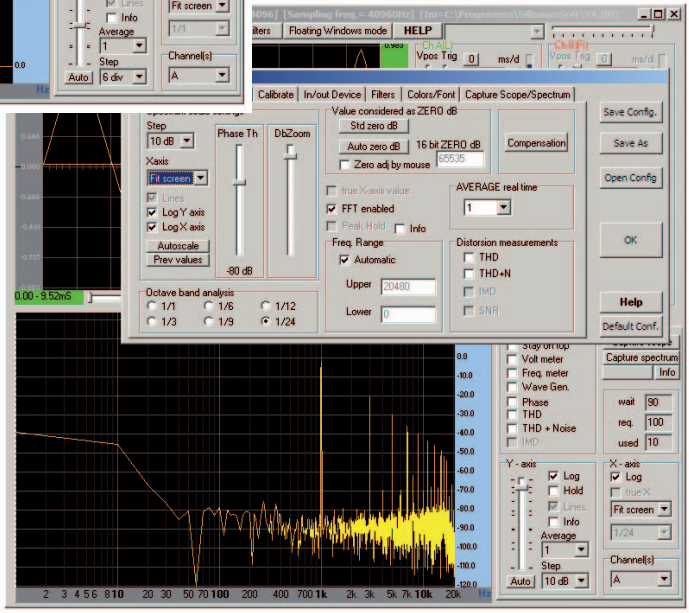 Lines
Info
Average
1
Step
Auto 6 div
Fit screen
1/1
Channel(s)
A
0.0
Hz
4096] [Sampling freq.= 40960Hz]
Floating Windows mode HELP
0.983
Ch A(L)
Vpos Trig 0 ms/d
Vpos Trig 0 ms/d
Calibrate In/out Device Filters Colors/Font Capture Scope/Spectrum
Step
10 dB
Xaxis
Fit screen
Lines
Log Y axis
Log X axis
Autoscale
Prev values
Phase Th
-80 dB
DbZoom
Value considered as ZERO dB
Std zero dB
Auto zero dB
16 bit ZERO dB
65535
Zero adj by mouse
Compensation
true X-axis value
FFT enabled
Peak Hold Info
AVERAGE real time
1
Freq. Range
Automatic
Upper 20480
Lower 0
Distorsion measurements
THD
THD+N
IMD
SNR
Octave band analysis
1/1 1/6 1/12
1/3 1/9 1/24
Save Config.
Save As
Open Config
OK
Help
Default Conf.
0.00 - 9.52mS
0.0
-10.0
-20.0
-30.0
-40.0
-50.0
-60.0
-70.0
-80.0
-90.0
-100.0
-110.0
-120.0
2 3 4 5 6 8 10 20 30 50 70 100 200 400 700 1k 2k 3k 5k 7k 10k 20k Hz
Stay on top
Volt meter
Freq. meter
Wave Gen.
Phase
THD
THD + Noise
IMD
Capture spectrum
Info
wait 90
req. 100
used 10
Y - axis
Log
Hold
Lines
Info
Average
1
Step
Auto 10 dB
X - axis
Log
true X
Fit screen
1/24
Channel(s)
A